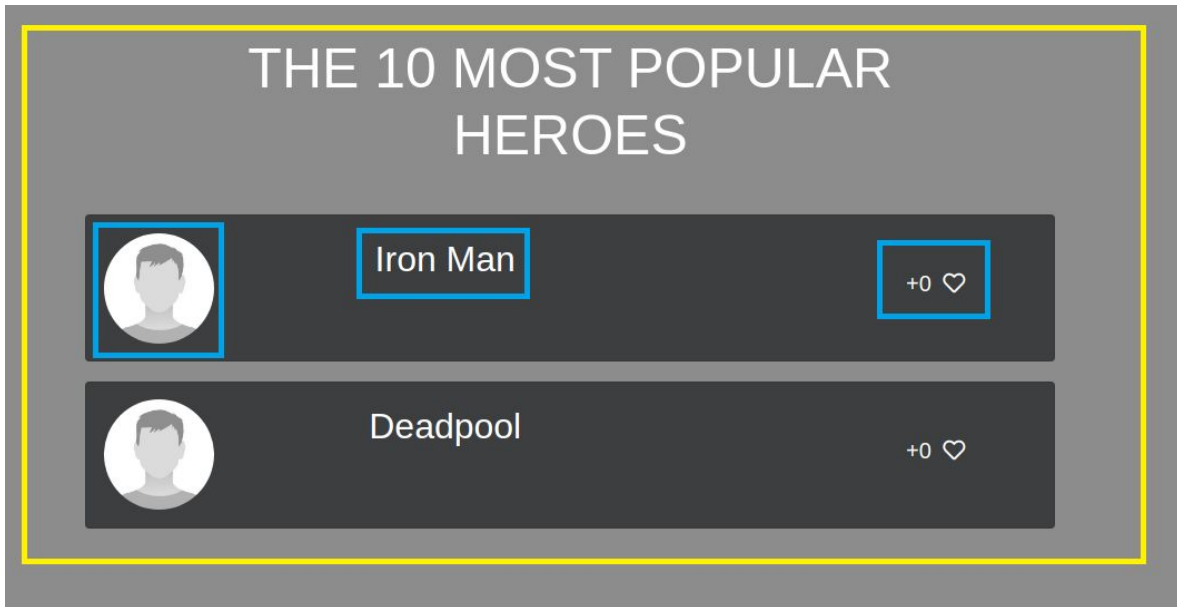 THE 10 MOST POPULAR
HEROES
Iron Man
+0
Deadpool
+0